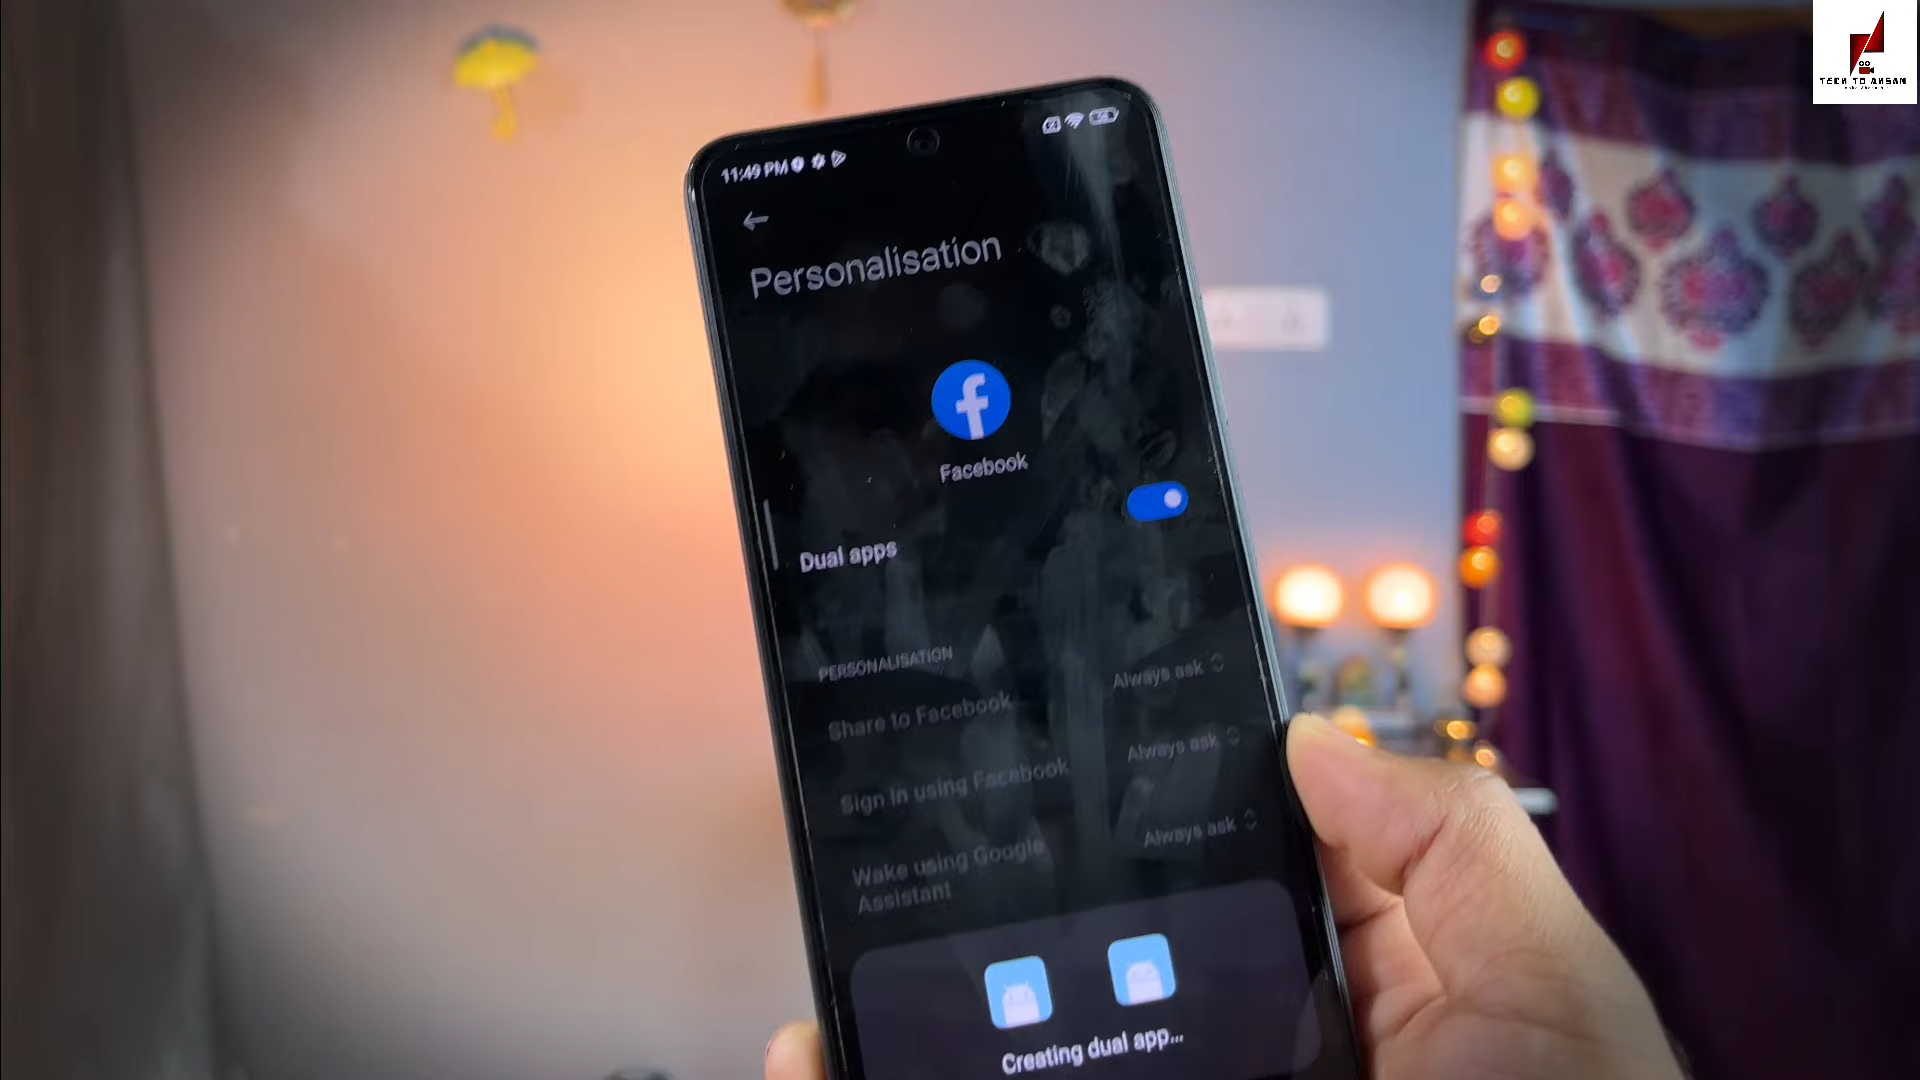 TECH TO AHSAN
11:49 PM
Personalisation
Facebook
Dual apps
PERSONALISATION
Share to Facebook
Always ask
Sign in using Facebook
Always ask
Wake using Google
Assistant
Always ask
Creating dual app...